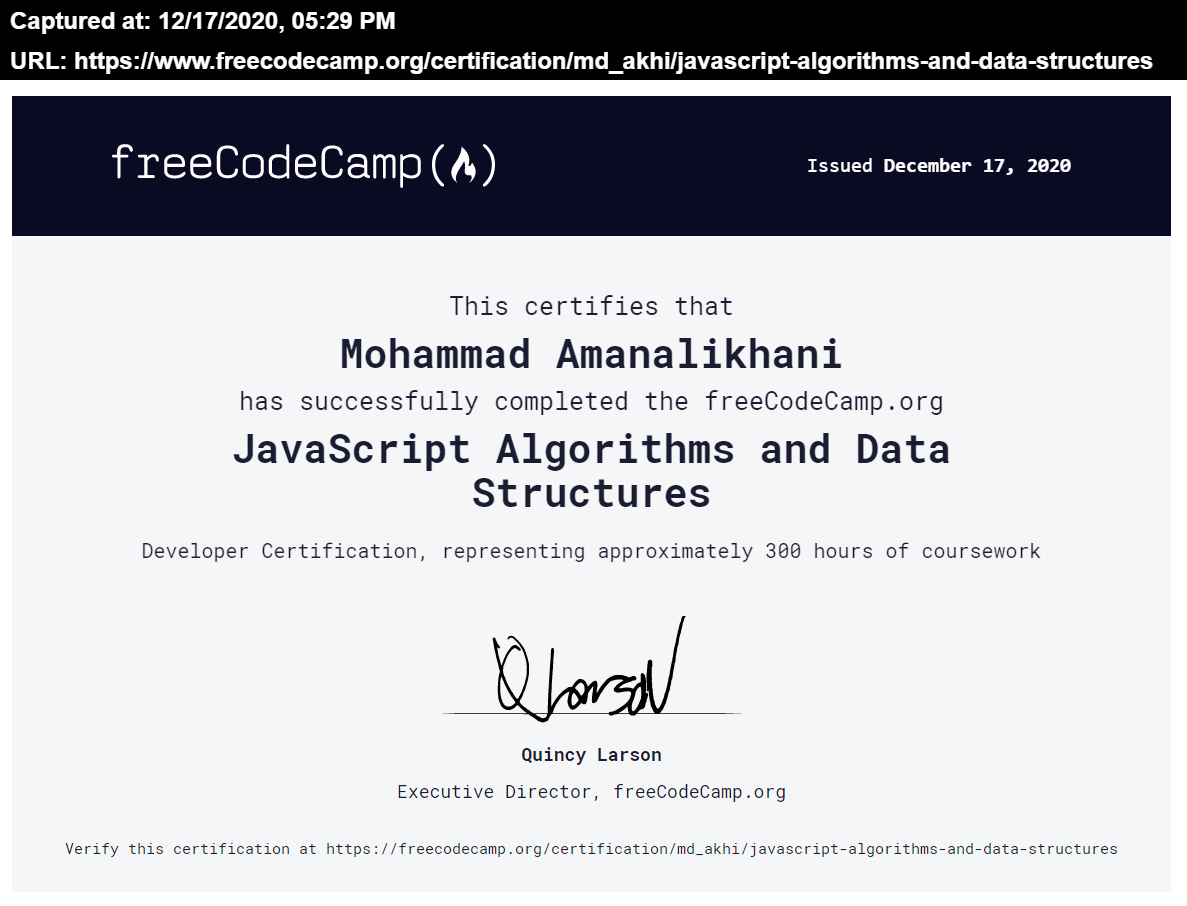 Captured at: 12/17/2020, 05:29 PM
URL: https://www.freecodecamp.org/certification/md_akhi/javascript-algorithms-and-data-structures
freeCodeCamp
Issued December 17, 2020
This certifies that
Mohammad Amanalikhani
has successfully completed the freeCodeCamp.org
JavaScript Algorithms and Data
Structures
Developer Certification, representing approximately 300 hours of coursework
Q Larson
Quincy Larson
Executive Director, freeCodeCamp.org
Verify this certification at https://freecodecamp.org/certification/md_akhi/javascript-algorithms-and-data-structures